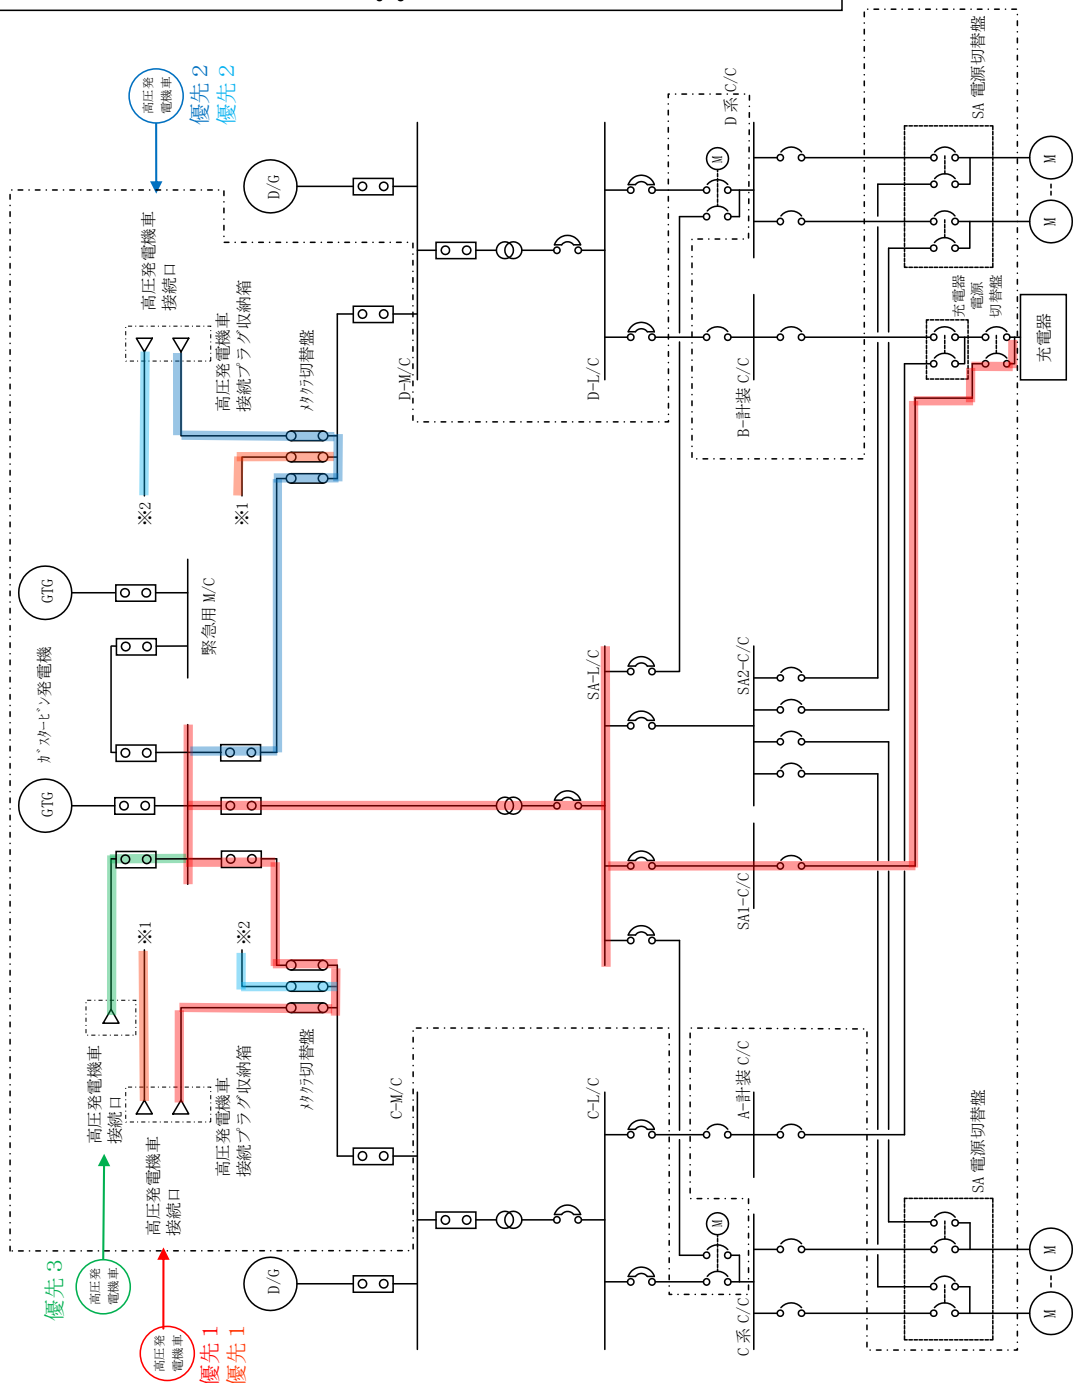 優先3
高圧発
電機車
優先1
優先1
高圧発
電機車
高圧発電機車
接続口
高圧発電機車
接続口
高圧発電機車
接続プラグ収納箱
メタクラ切替盤
※1
※2
GTG
ガスタービン発電機
GTG
緊急用 M/C
※2
※1
高圧発電機車
接続口
高圧発電機車
接続プラグ収納箱
メタクラ切替盤
高圧発
電機車
優先2
優先2
D/G
D/G
C-M/C
D-M/C
C-L/C
SA-L/C
D-L/C
C系 C/C
M
A-計装 C/C
SA1-C/C
SA2-C/C
B-計装 C/C
M
D系 C/C
SA 電源切替盤
充電器
電源
切替盤
SA 電源切替盤
M
M
充電器
M
M